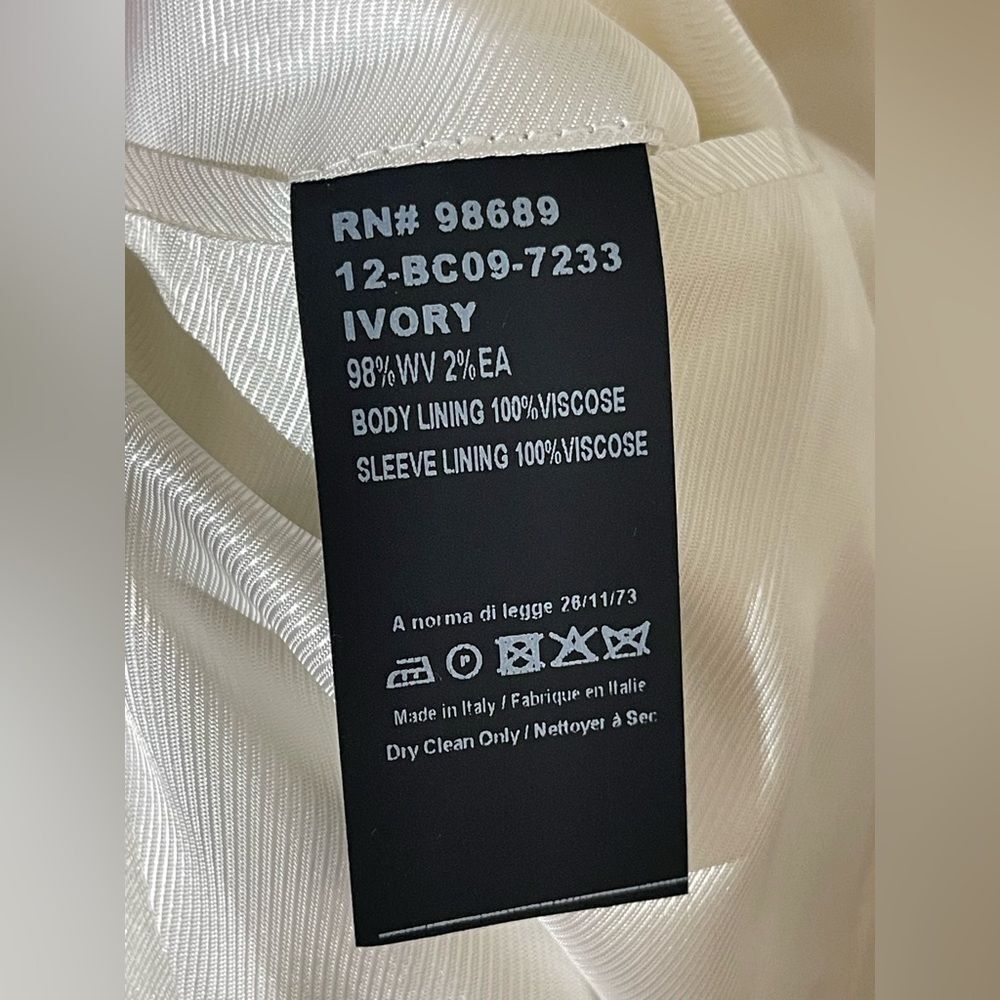 RN# 98689
12-BC09-7233
IVORY
98%WV 2%EA
BODY LINING 100%VISCOSE
SLEEVE LINING 100%VISCOSE
A norma di legge 26/11/73
P
Made in Italy / Fabrique en Italie
Dry Clean Only / Nettoyer à Sec